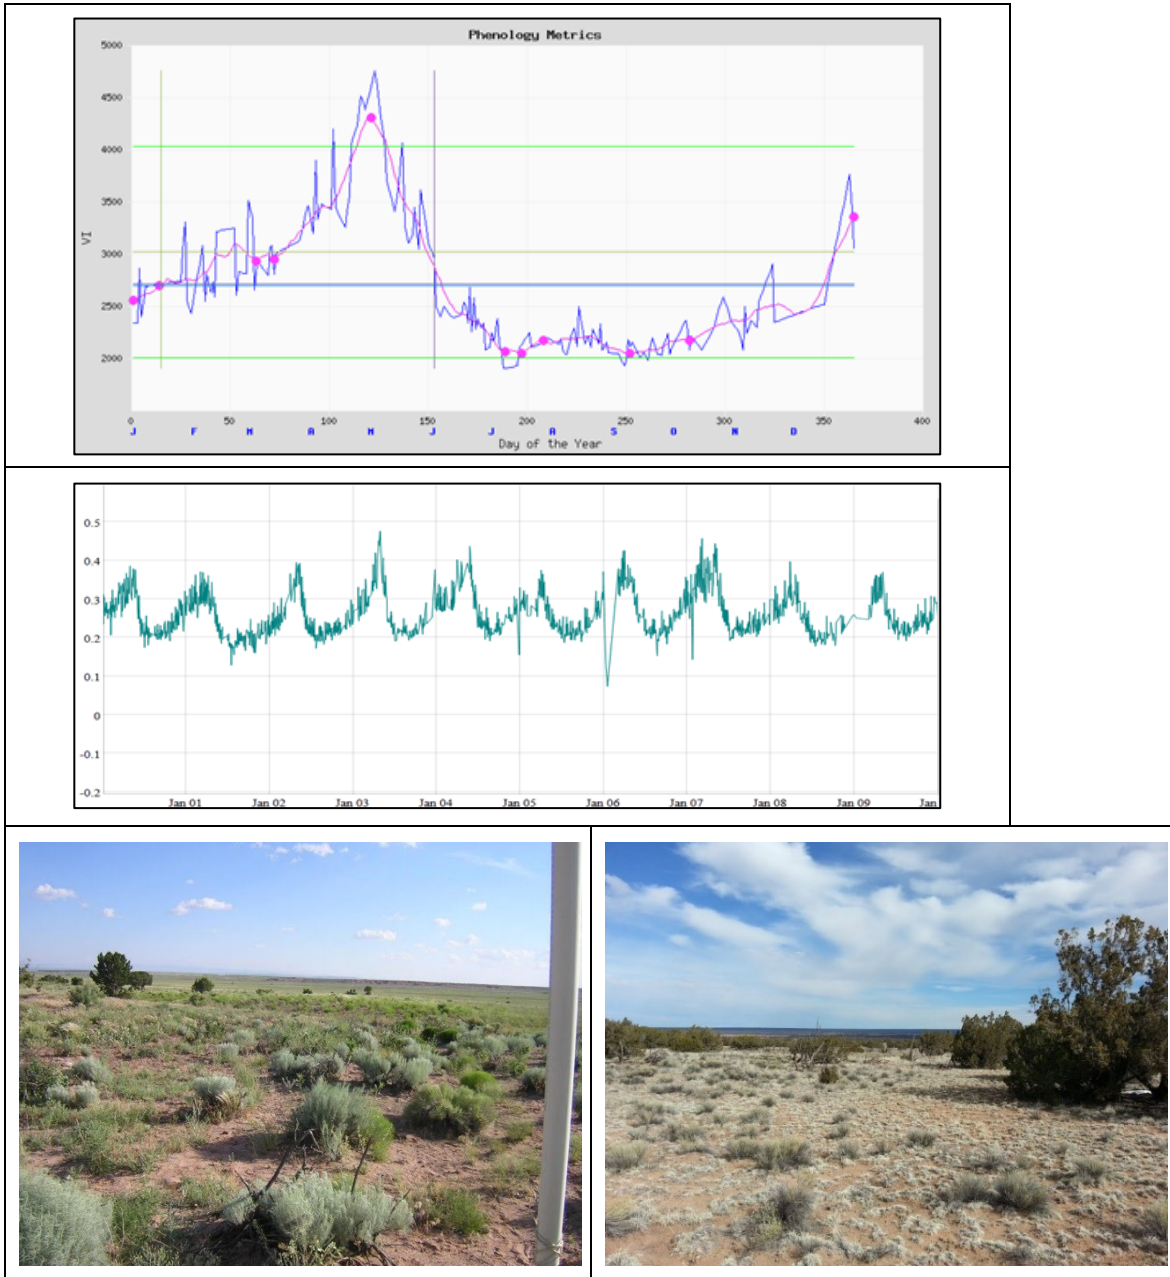 Phenology Metrics
5000
4500
4000
3500
3000
2500
2000
VI
0 50 100 150 200 250 300 350 400
J F M A M J J A S O N D
Day of the Year
0.5
0.4
0.3
0.2
0.1
0
-0.1
-0.2
Jan 01 Jan 02 Jan 03 Jan 04 Jan 05 Jan 06 Jan 07 Jan 08 Jan 09 Jan